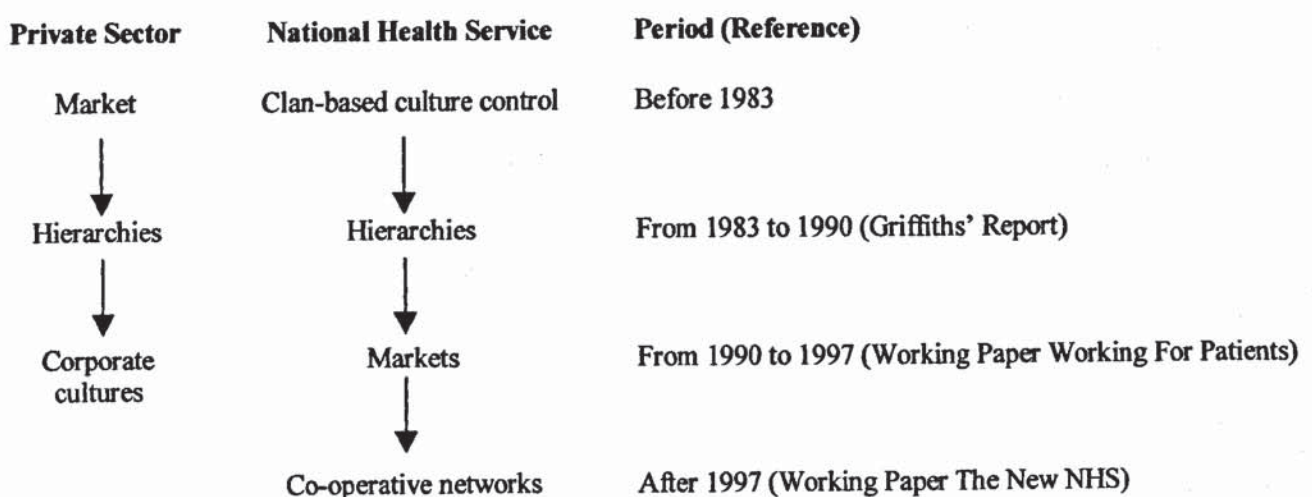 Private Sector National Health Service Period (Reference)
Market Clan-based culture control Before 1983
Hierarchies Hierarchies From 1983 to 1990 (Griffiths' Report)
Corporate Markets From 1990 to 1997 (Working Paper Working For Patients)
cultures
Co-operative networks After 1997 (Working Paper The New NHS)